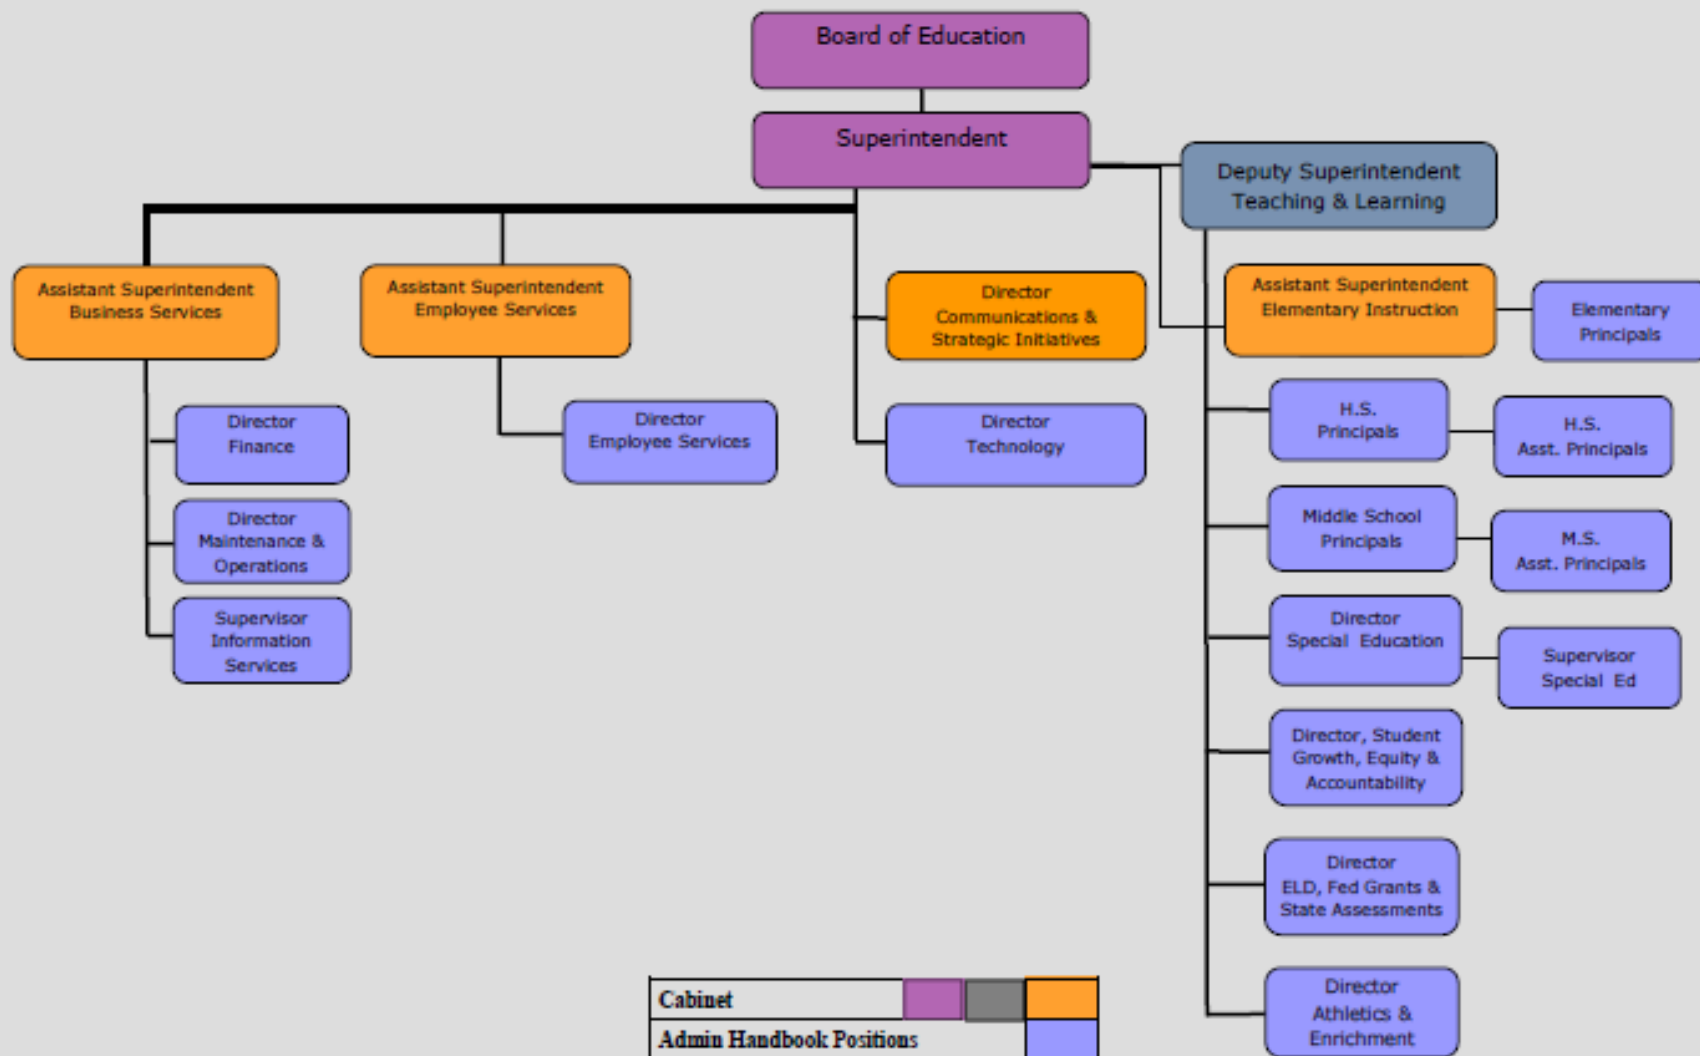 Board of Education
Superintendent
Deputy Superintendent
Teaching & Learning
Assistant Superintendent
Business Services
Assistant Superintendent
Employee Services
Director
Communications &
Strategic Initiatives
Assistant Superintendent
Elementary Instruction
Elementary
Principals
Director
Finance
Director
Employee Services
Director
Technology
H.S.
Principals
H.S.
Asst. Principals
Director
Maintenance &
Operations
Middle School
Principals
M.S.
Asst. Principals
Supervisor
Information
Services
Director
Special Education
Supervisor
Special Ed
Director, Student
Growth, Equity &
Accountability
Director
ELD, Fed Grants &
State Assessments
Director
Athletics &
Enrichment
Cabinet
Admin Handbook Positions